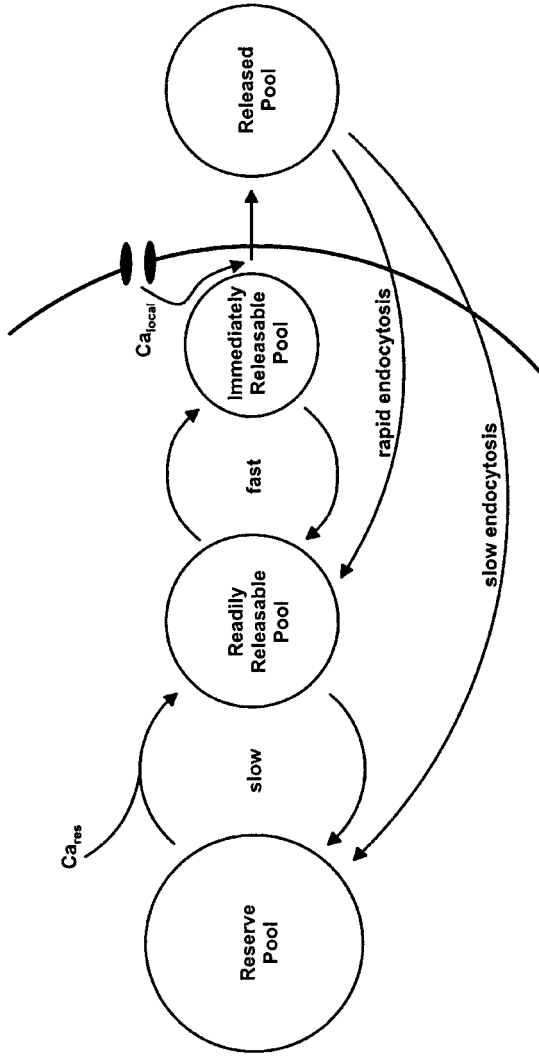 Ca_res
Reserve
Pool
slow
Readily
Releasable
Pool
fast
Ca_local
Immediately
Releasable
Pool
Released
Pool
rapid endocytosis
slow endocytosis